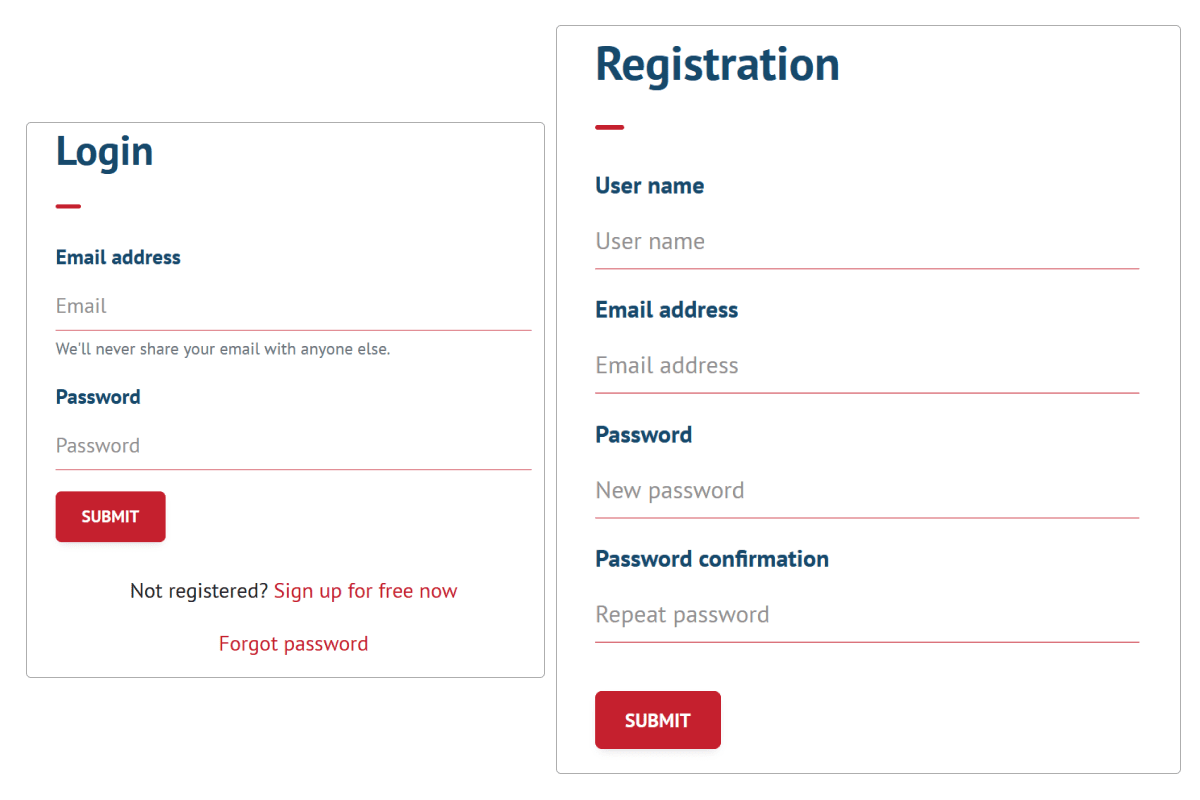 Login
Email address
Email
We'll never share your email with anyone else.
Password
Password
SUBMIT
Not registered? Sign up for free now
Forgot password
Registration
User name
User name
Email address
Email address
Password
New password
Password confirmation
Repeat password
SUBMIT